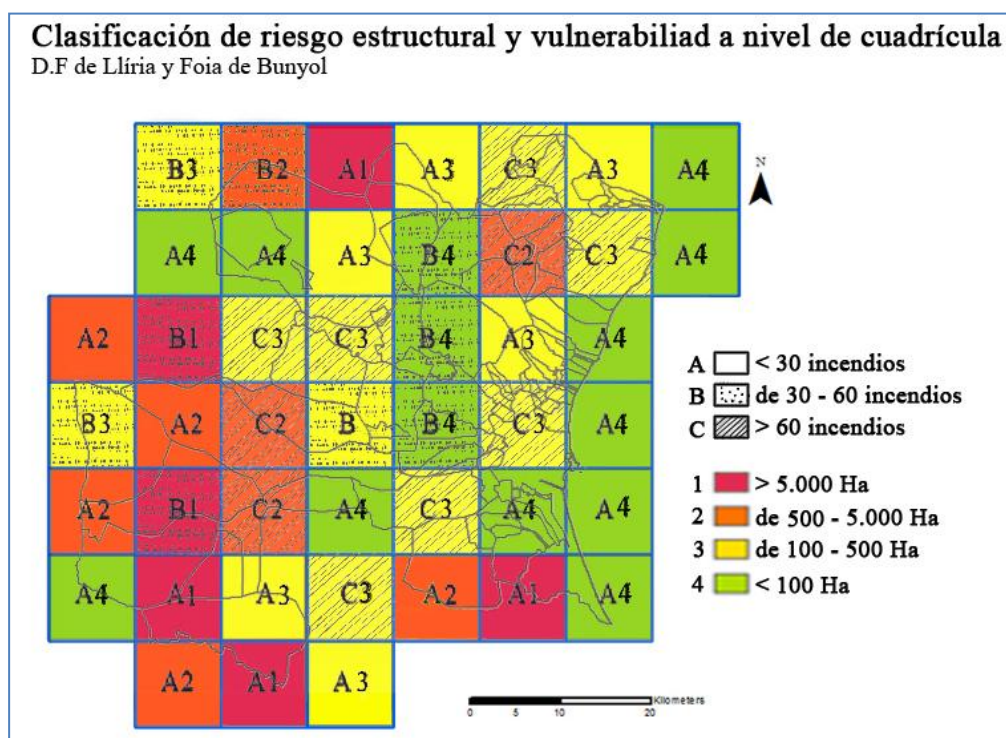 Clasificación de riesgo estructural y vulnerabiliad a nivel de cuadrícula
D.F de Llíria y Foia de Bunyol
B3 B2 A1 A3 C3 A3 A4
N
A4 A4 A3 B4 C2 C3 A4
A2 B1 C3 C3 B4 A3 A4
B3 A2 C2 B B4 C3 A4
A2 B1 C2 A4 C3 A4 A4
A4 A1 A3 C3 A2 A1 A4
A2 A1 A3
A < 30 incendios
B de 30 - 60 incendios
C > 60 incendios
1 > 5.000 Ha
2 de 500 - 5.000 Ha
3 de 100 - 500 Ha
4 < 100 Ha
Kilometers
0 5 10 20